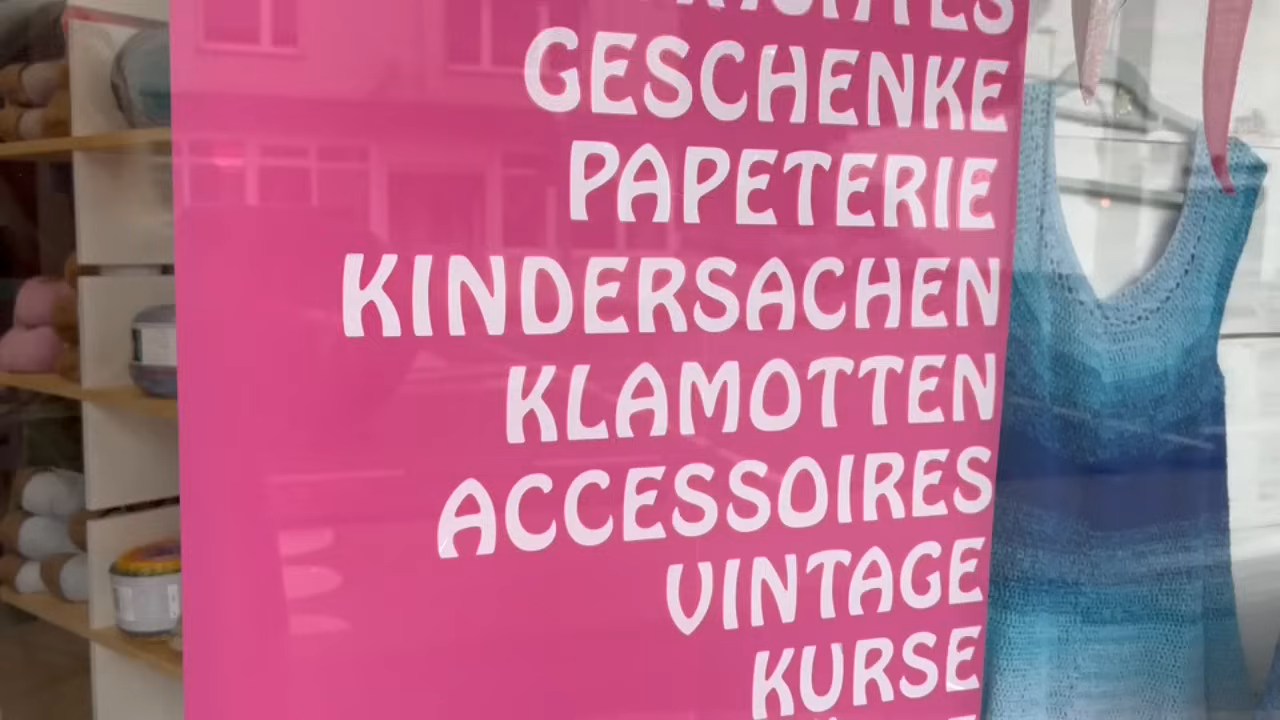 GESCHENKE
PAPETERIE
KINDERSACHEN
KLAMOTTEN
ACCESSOIRES
VINTAGE
KURSE